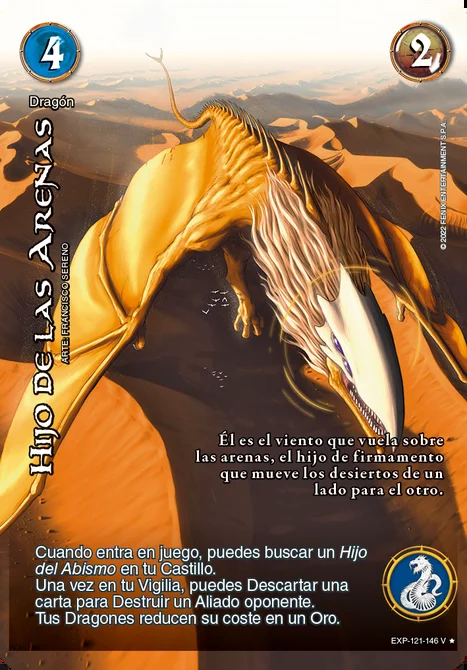 4
2
Dragón
HIJO DE LAS ARENAS
ARTE: FRANCISCO SERENO
© 2022 FENIX ENTERTAINMENT S.P.A.
Él es el viento que vuela sobre
las arenas, el hijo de firmamento
que mueve los desiertos de un
lado para el otro.
Cuando entra en juego, puedes buscar un Hijo
del Abismo en tu Castillo.
Una vez en tu Vigilia, puedes Descartar una
carta para Destruir un Aliado oponente.
Tus Dragones reducen su coste en un Oro.
EXP-121-146 V ★